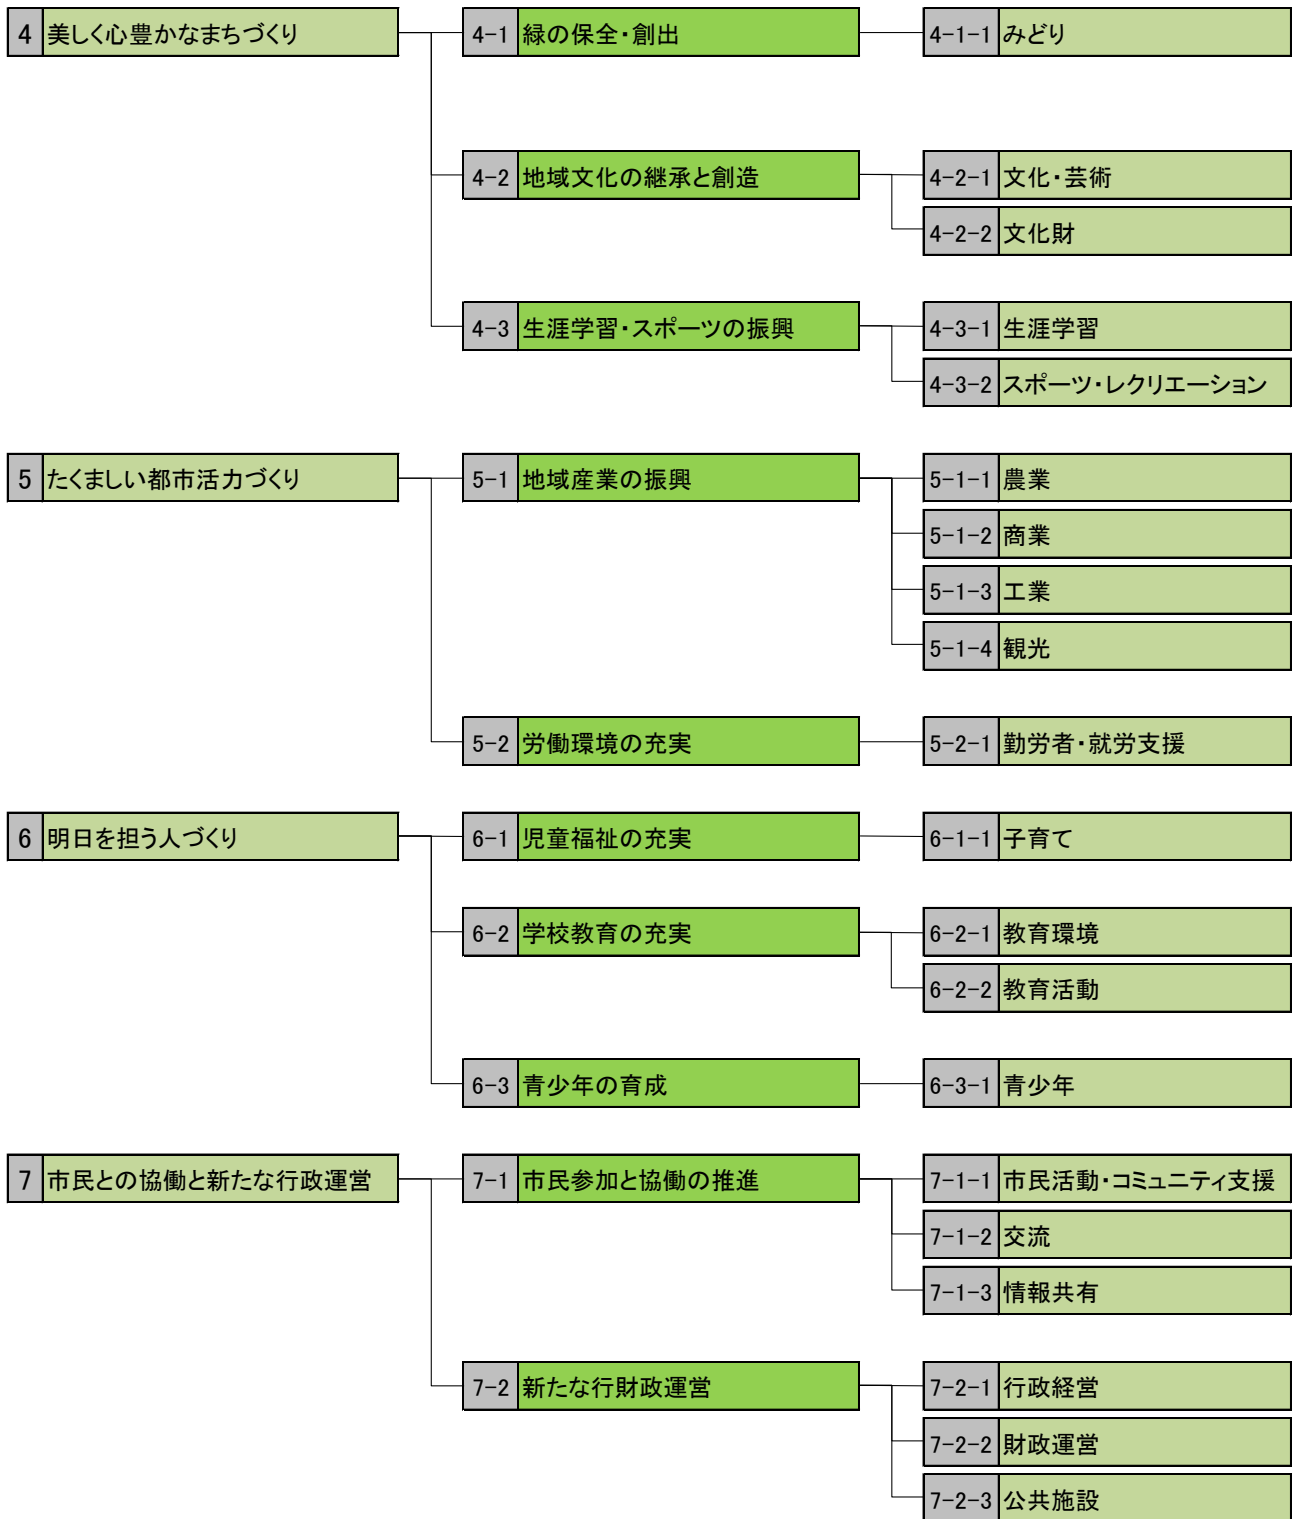 4 美しく心豊かなまちづくり 4-1 緑の保全・創出 4-1-1 みどり
4-2 地域文化の継承と創造 4-2-1 文化・芸術
4-2-2 文化財
4-3 生涯学習・スポーツの振興 4-3-1 生涯学習
4-3-2 スポーツ・レクリエーション
5 たくましい都市活力づくり 5-1 地域産業の振興 5-1-1 農業
5-1-2 商業
5-1-3 工業
5-1-4 観光
5-2 労働環境の充実 5-2-1 勤労者・就労支援
6 明日を担う人づくり 6-1 児童福祉の充実 6-1-1 子育て
6-2 学校教育の充実 6-2-1 教育環境
6-2-2 教育活動
6-3 青少年の育成 6-3-1 青少年
7 市民との協働と新たな行政運営 7-1 市民参加と協働の推進 7-1-1 市民活動・コミュニティ支援
7-1-2 交流
7-1-3 情報共有
7-2 新たな行財政運営 7-2-1 行政経営
7-2-2 財政運営
7-2-3 公共施設